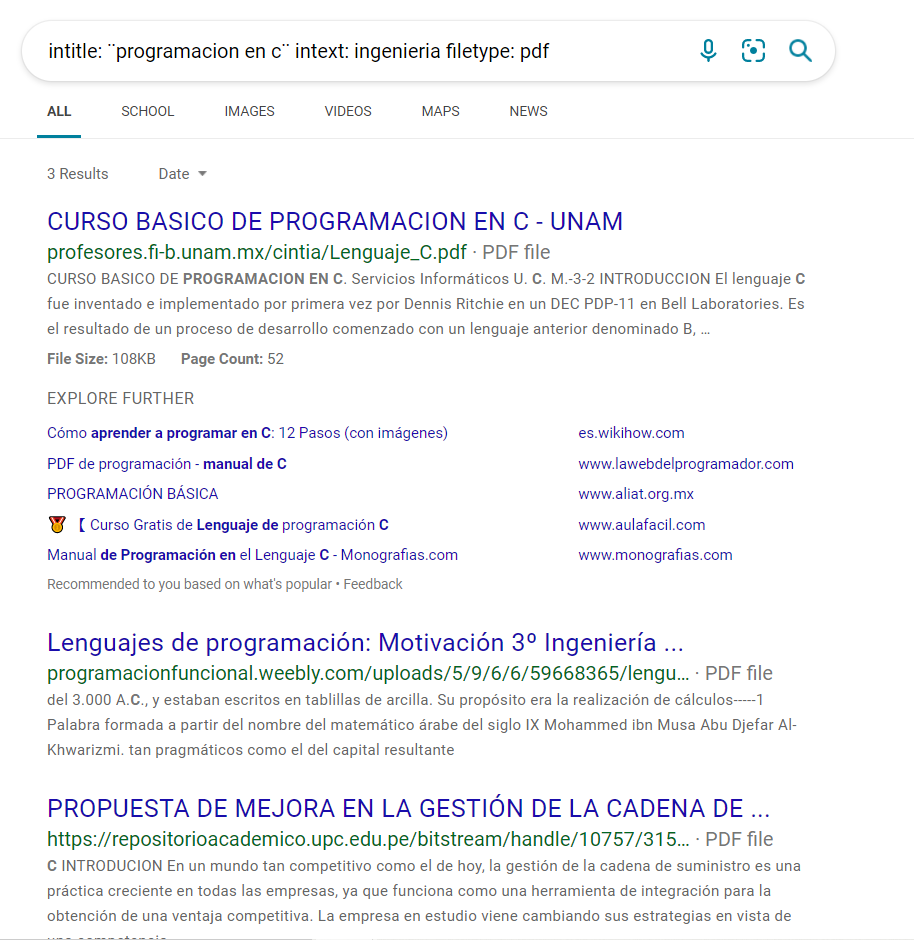 intitle: ¨programacion en c¨ intext: ingenieria filetype: pdf
ALL SCHOOL IMAGES VIDEOS MAPS NEWS
3 Results Date
CURSO BASICO DE PROGRAMACION EN C - UNAM
profesores.fi-b.unam.mx/cintia/Lenguaje_C.pdf · PDF file
CURSO BASICO DE PROGRAMACION EN C. Servicios Informáticos U. C. M.-3-2 INTRODUCCION El lenguaje C
fue inventado e implementado por primera vez por Dennis Ritchie en un DEC PDP-11 en Bell Laboratories. Es
el resultado de un proceso de desarrollo comenzado con un lenguaje anterior denominado B, …
File Size: 108KB Page Count: 52
EXPLORE FURTHER
Cómo aprender a programar en C: 12 Pasos (con imágenes) es.wikihow.com
PDF de programación - manual de C www.lawebdelprogramador.com
PROGRAMACIÓN BÁSICA www.aliat.org.mx
🏅 【 Curso Gratis de Lenguaje de programación C www.aulafacil.com
Manual de Programación en el Lenguaje C - Monografias.com www.monografias.com
Recommended to you based on what's popular • Feedback
Lenguajes de programación: Motivación 3º Ingeniería ...
programacionfuncional.weebly.com/uploads/5/9/6/6/59668365/lengu… · PDF file
del 3.000 A.C., y estaban escritos en tablillas de arcilla. Su propósito era la realización de cálculos-----1
Palabra formada a partir del nombre del matemático árabe del siglo IX Mohammed ibn Musa Abu Djefar Al-
Khwarizmi. tan pragmáticos como el del capital resultante
PROPUESTA DE MEJORA EN LA GESTIÓN DE LA CADENA DE ...
https://repositorioacademico.upc.edu.pe/bitstream/handle/10757/315… · PDF file
C INTRODUCION En un mundo tan competitivo como el de hoy, la gestión de la cadena de suministro es una
práctica creciente en todas las empresas, ya que funciona como una herramienta de integración para la
obtención de una ventaja competitiva. La empresa en estudio viene cambiando sus estrategias en vista de